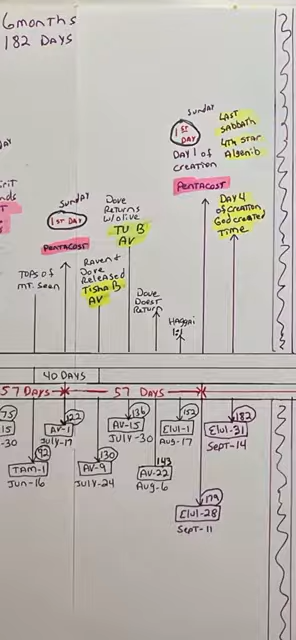 6 months
182 DAYS
Sunday
1ST DAY
DAY 1 of creation
PENTACOST
LAST SABBATH
4TH STAR
Algenib
DAY 4 of creation, God created Time
Sunday
1ST DAY
PENTACOST
Dove Returns w/olive
TU B AV
Raven & Dove Released
Tisha B AV
TOPS of mt. seen
Dove Doesnt Return
Haggai
40 DAYS
57 DAYS
57 DAYS
75
15
-30
122
AV-1
JULY-17
136
AV-15
JULY-30
152
Elul-1
Aug-17
182
Elul-31
SEPT-14
92
TAM-1
Jun-16
130
AV-9
JULY-24
143
AV-22
Aug-6
179
Elul-28
SEPT-11